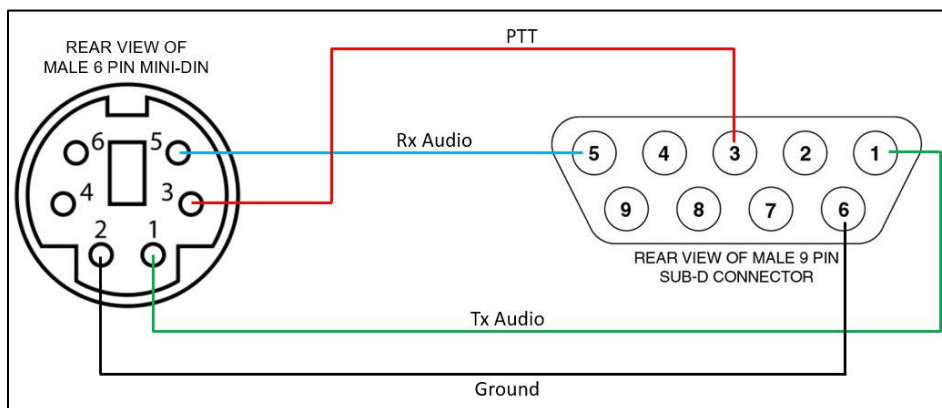 REAR VIEW OF
MALE 6 PIN MINI-DIN
PTT
6
5
Rx Audio
4
3
2
1
5
4
3
2
1
9
8
7
6
REAR VIEW OF MALE 9 PIN
SUB-D CONNECTOR
Tx Audio
Ground